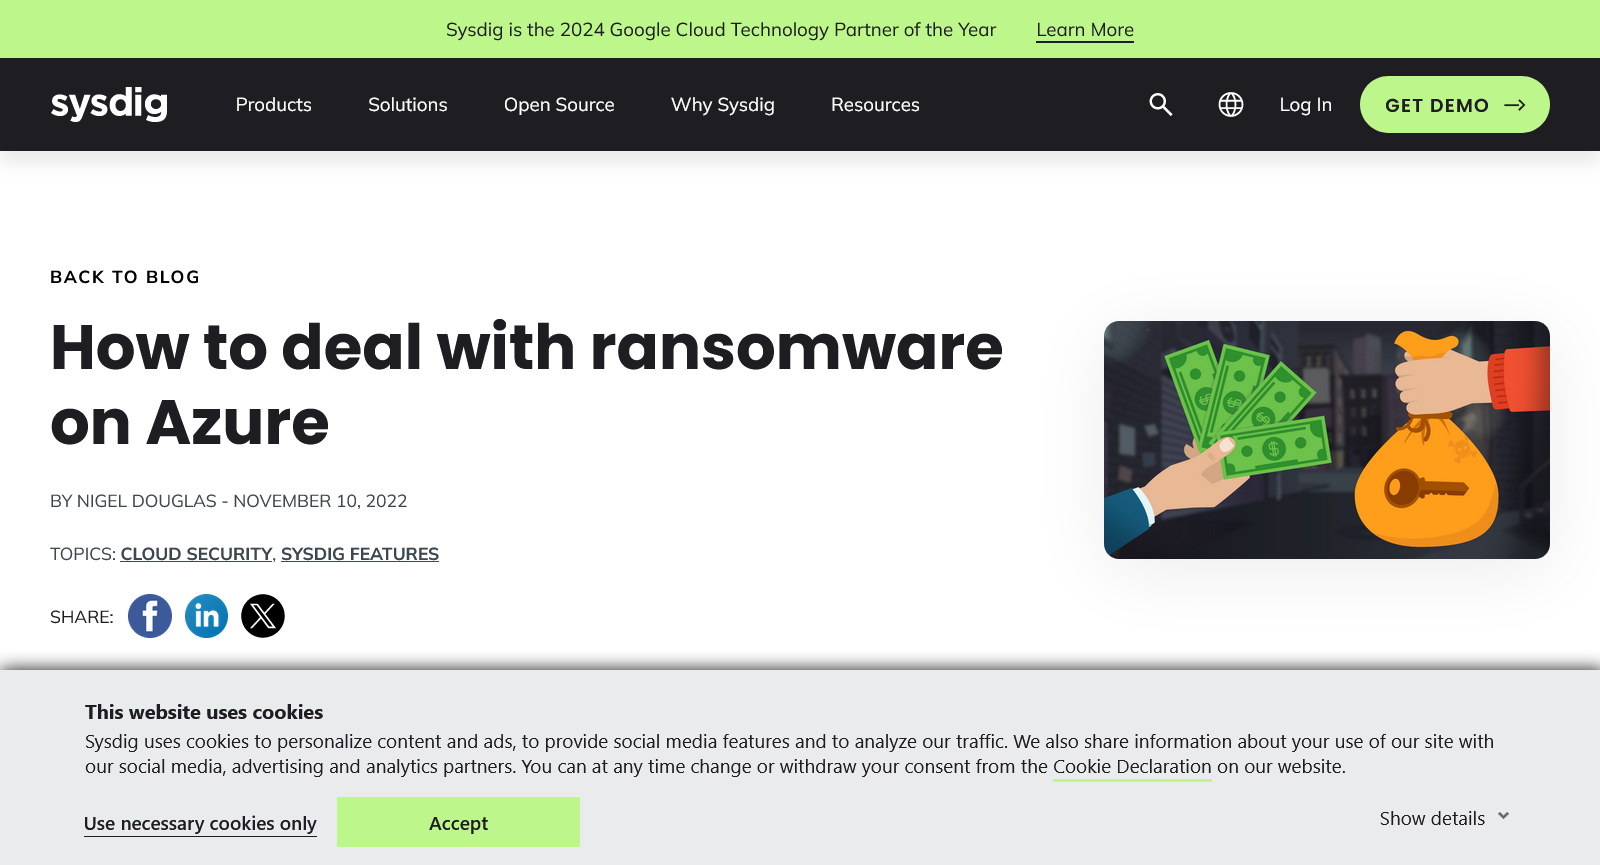 Sysdig is the 2024 Google Cloud Technology Partner of the Year Learn More
sysdig Products Solutions Open Source Why Sysdig Resources Log In GET DEMO
BACK TO BLOG
How to deal with ransomware
on Azure
BY NIGEL DOUGLAS - NOVEMBER 10, 2022
TOPICS: CLOUD SECURITY, SYSDIG FEATURES
SHARE:
This website uses cookies
Sysdig uses cookies to personalize content and ads, to provide social media features and to analyze our traffic. We also share information about your use of our site with
our social media, advertising and analytics partners. You can at any time change or withdraw your consent from the Cookie Declaration on our website.
Use necessary cookies only Accept Show details